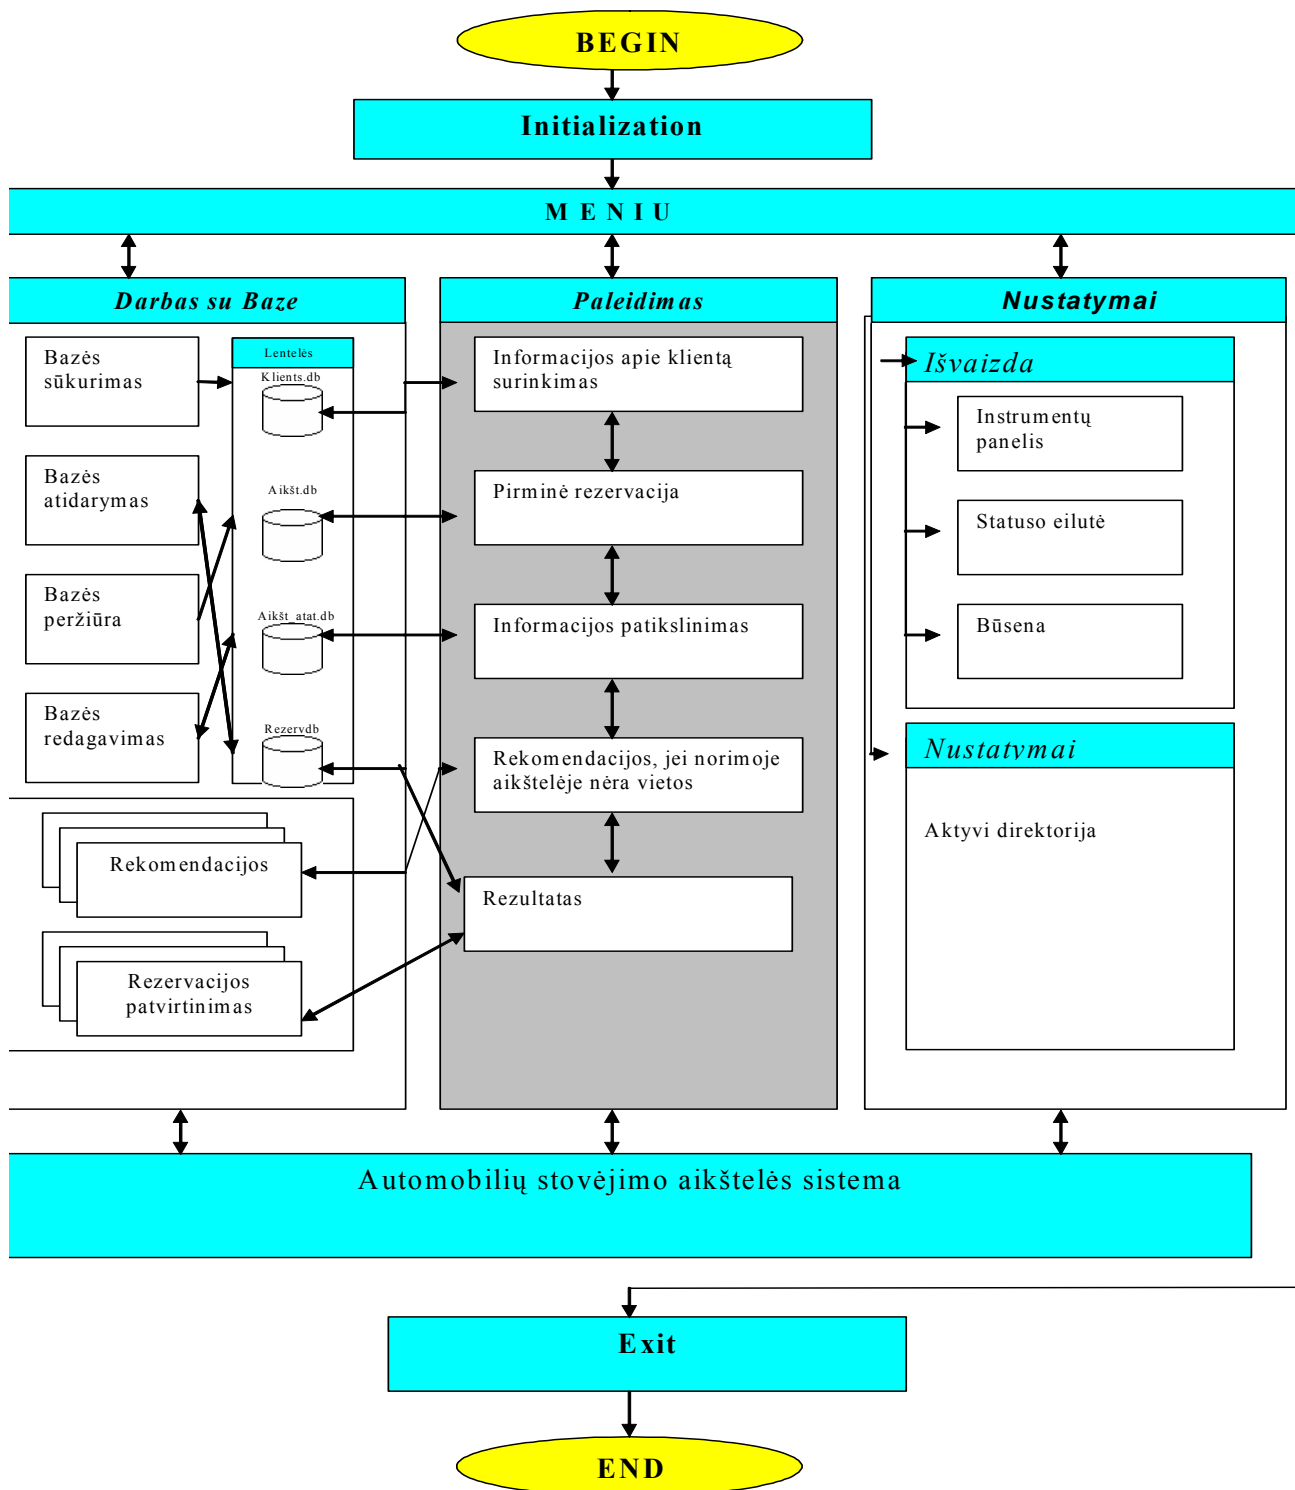 BEGIN
Initialization
MENIU
Darbas su Baze
Bazės
sūkurimas
Bazės
atidarymas
Bazės
peržiūra
Bazės
redagavimas
Lentelės
Klients.db
Aikšt.db
Aikšt_atat.db
Rezervdb
Rekomendacijos
Rezervacijos
patvirtinimas
Paleidimas
Informacijos apie klientą
surinkimas
Pirminė rezervacija
Informacijos patikslinimas
Rekomendacijos, jei norimoje
aikštelėje nėra vietos
Rezultatas
Nustatymai
Išvaizda
Instrumentų
panelis
Statuso eilutė
Būsena
Nustatymai
Aktyvi direktorija
Automobilių stovėjimo aikštelės sistema
Exit
END